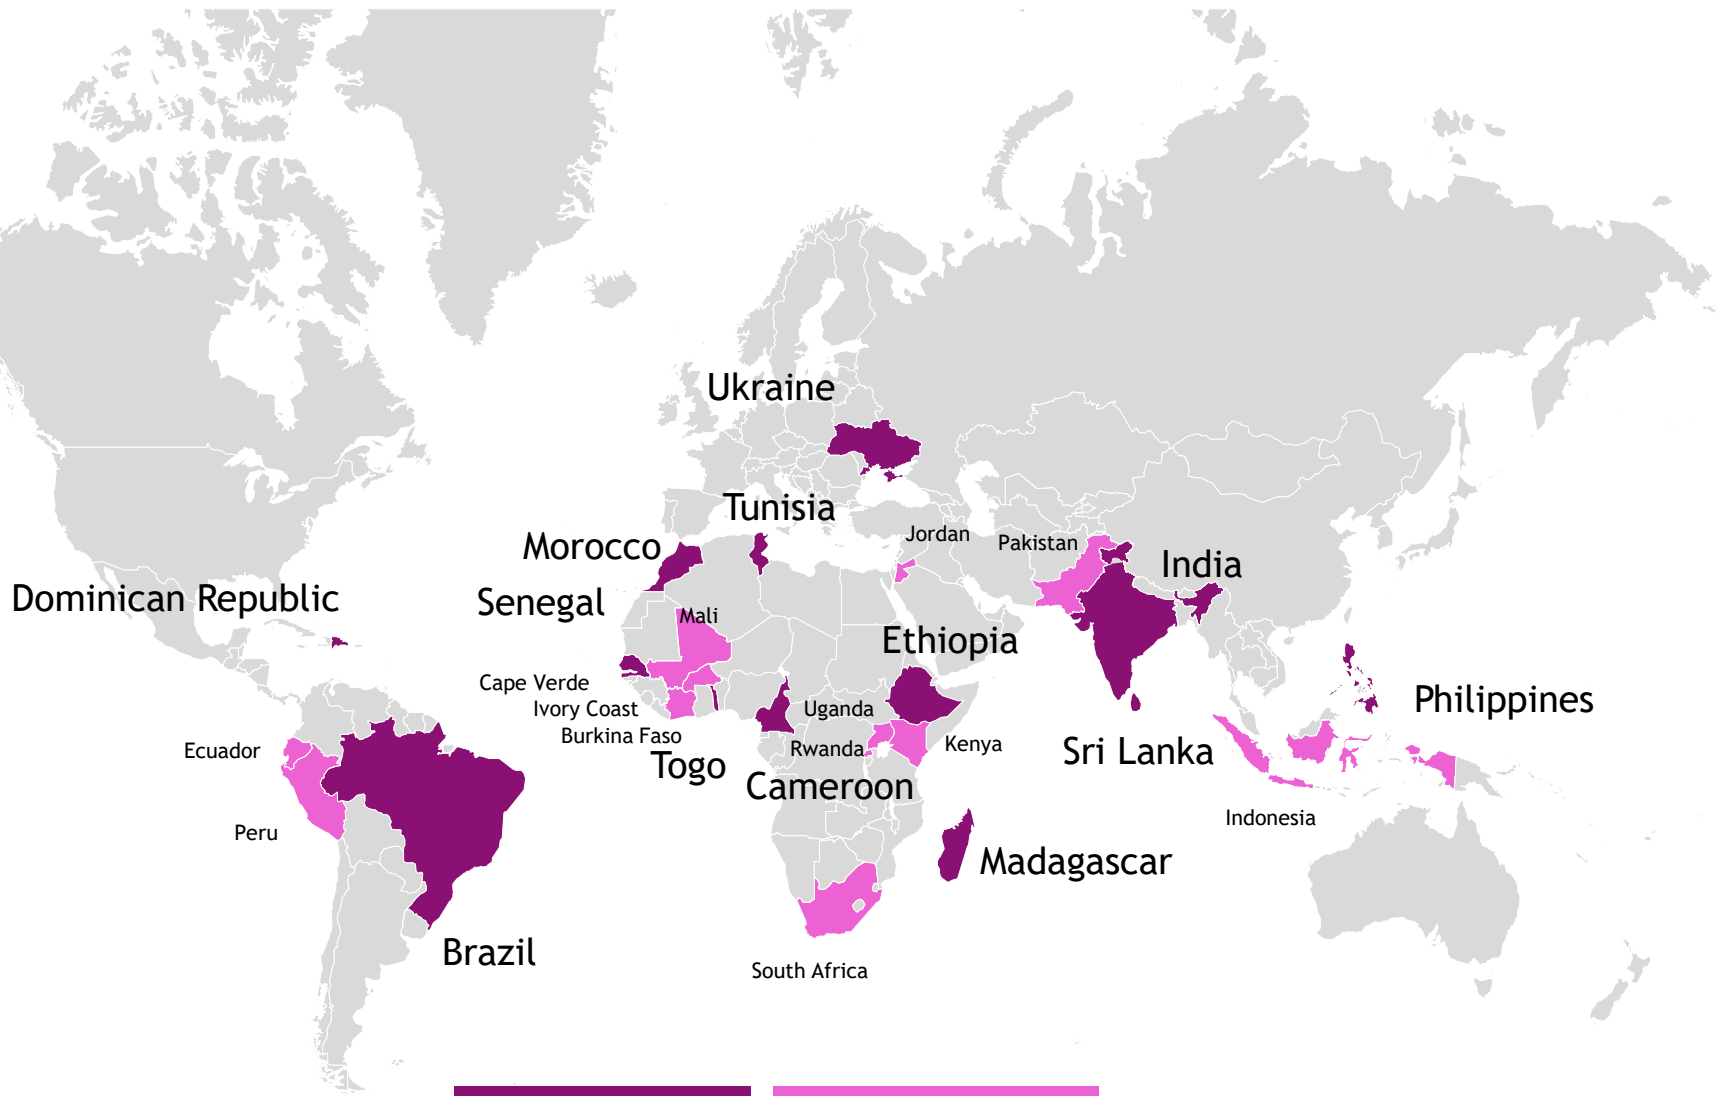 Ukraine
Tunisia
Jordan
Pakistan
Morocco
India
Dominican Republic
Senegal
Mali
Ethiopia
Cape Verde
Uganda
Philippines
Ivory Coast
Burkina Faso
Ecuador
Rwanda
Kenya
Sri Lanka
Togo
Cameroon
Indonesia
Peru
Madagascar
Brazil
South Africa